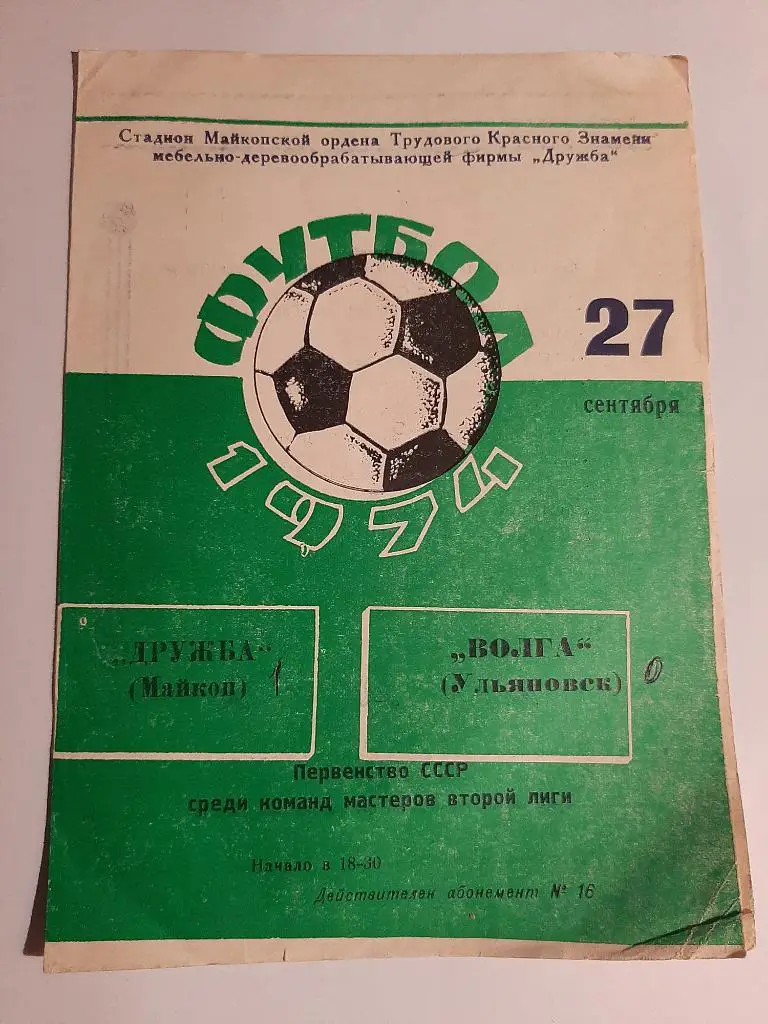 Стадион Майкопской ордена Трудового Красного Знамени
мебельно-деревообрабатывающей фирмы „Дружба“
ФУТБОЛ
27
сентября
1974
„ДРУЖБА“
(Майкоп) 1
„ВОЛГА“
(Ульяновск) 0
Первенство СССР
среди команд мастеров второй лиги
Начало в 18-30
Действителен абонемент № 16